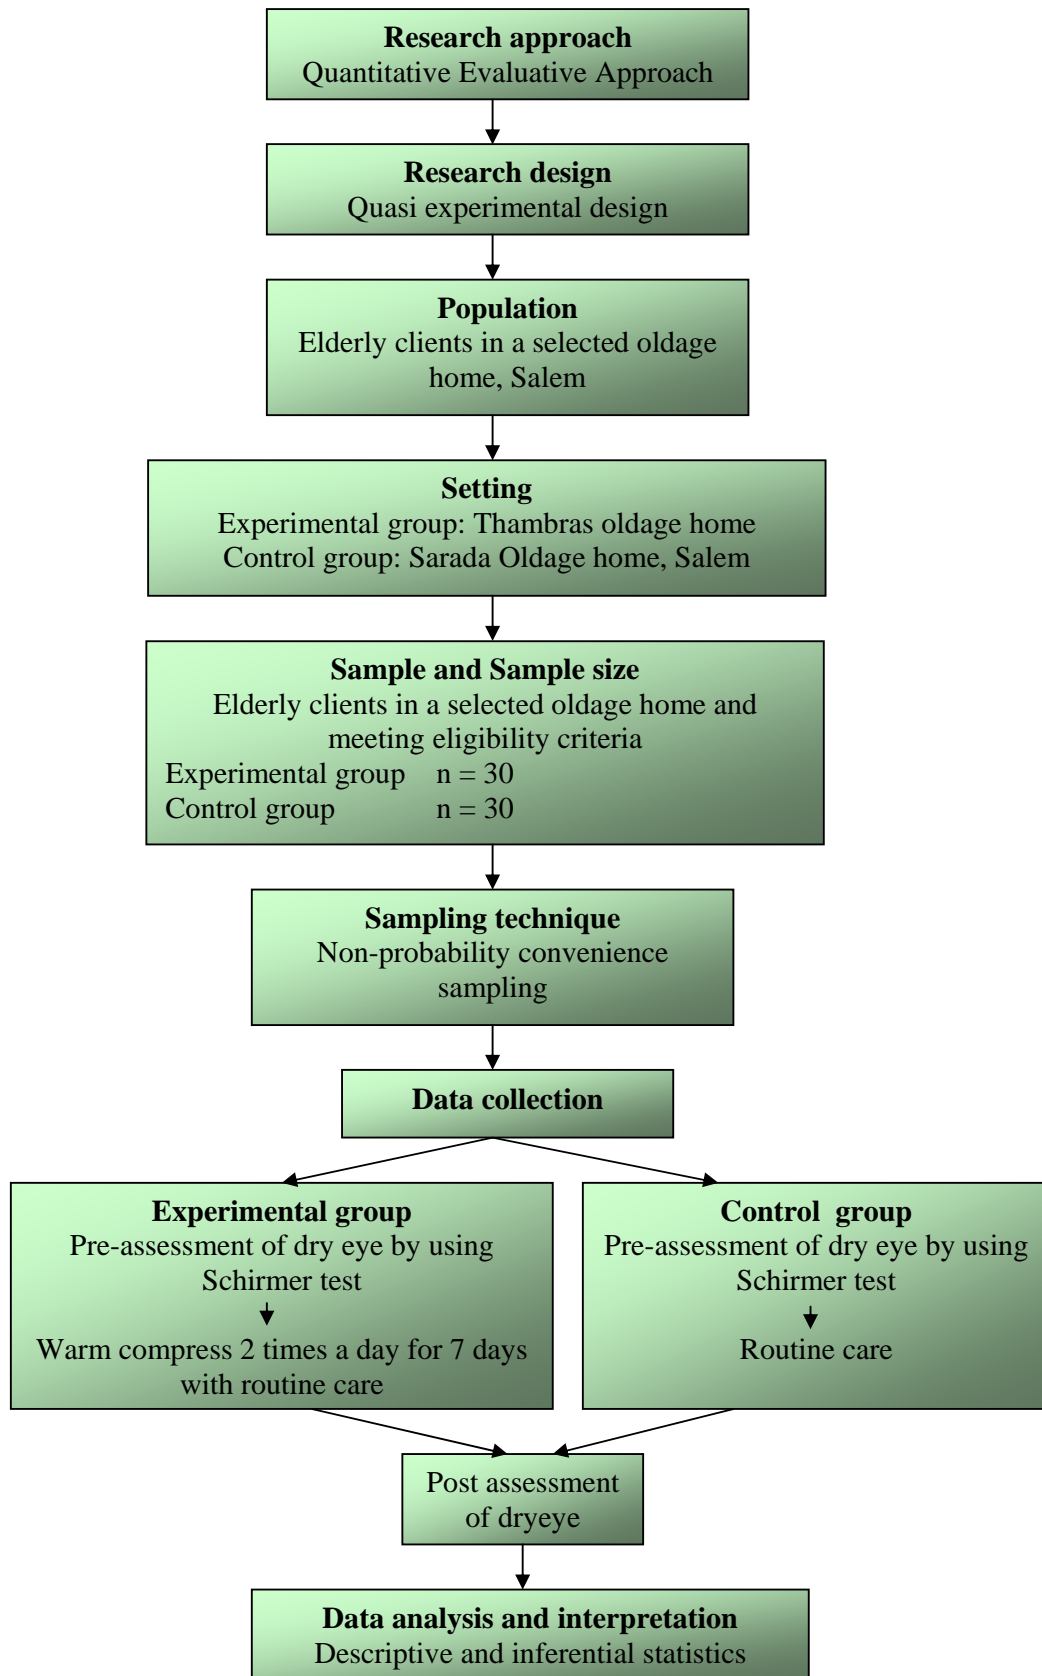 Research approach
Quantitative Evaluative Approach
Research design
Quasi experimental design
Population
Elderly clients in a selected oldage
home, Salem
Setting
Experimental group: Thambras oldage home
Control group: Sarada Oldage home, Salem
Sample and Sample size
Elderly clients in a selected oldage home and
meeting eligibility criteria
Experimental group n = 30
Control group n = 30
Sampling technique
Non-probability convenience
sampling
Data collection
Experimental group
Pre-assessment of dry eye by using
Schirmer test
Warm compress 2 times a day for 7 days
with routine care
Control group
Pre-assessment of dry eye by using
Schirmer test
Routine care
Post assessment
of dryeye
Data analysis and interpretation
Descriptive and inferential statistics